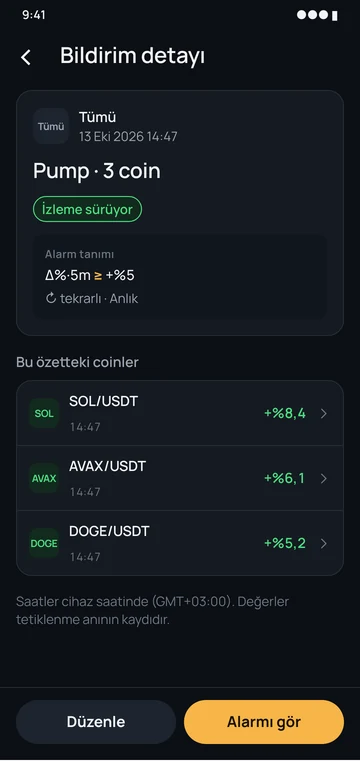 9:41
Bildirim detayı
Tümü
Tümü
13 Eki 2026 14:47
Pump · 3 coin
İzleme sürüyor
Alarm tanımı
Δ%·5m ≥ +%5
↻ tekrarlı · Anlık
Bu özetteki coinler
SOL
SOL/USDT
14:47
+%8,4
AVAX
AVAX/USDT
14:47
+%6,1
DOGE
DOGE/USDT
14:47
+%5,2
Saatler cihaz saatinde (GMT+03:00). Değerler
tetiklenme anının kaydıdır.
Düzenle
Alarmı gör